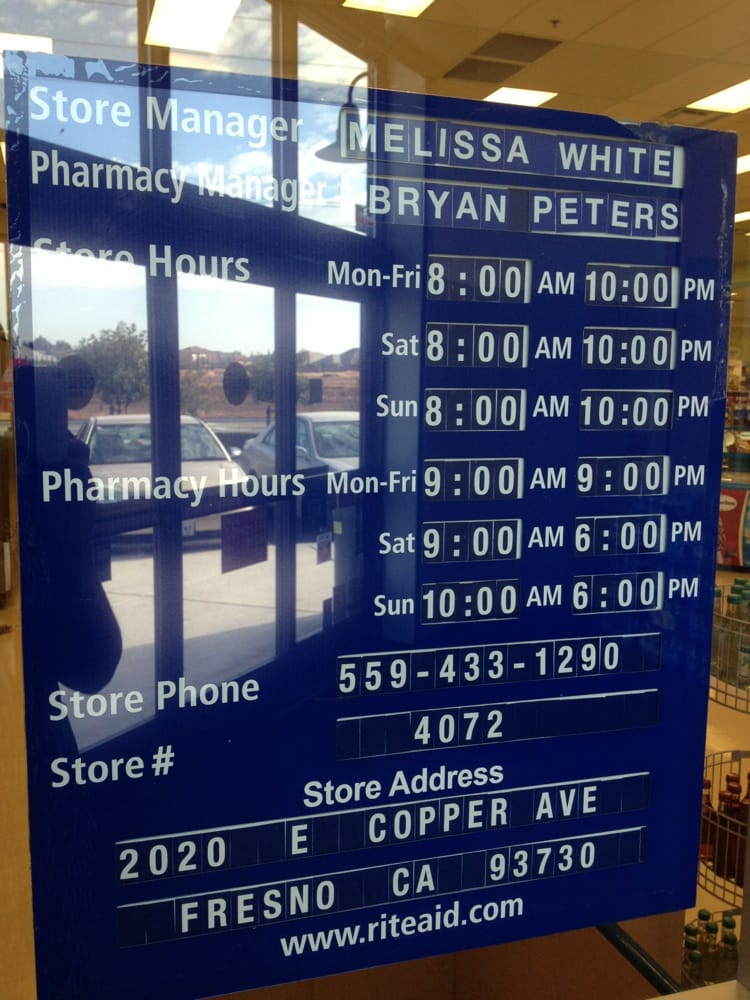 Store Manager MELISSA WHITE
Pharmacy Manager BRYAN PETERS
Store Hours Mon-Fri 8:00 AM 10:00 PM
Sat 8:00 AM 10:00 PM
Sun 8:00 AM 10:00 PM
Pharmacy Hours Mon-Fri 9:00 AM 9:00 PM
Sat 9:00 AM 6:00 PM
Sun 10:00 AM 6:00 PM
Store Phone 559-433-1290
Store # 4072
Store Address
2020 E COPPER AVE
FRESNO CA 93730
www.riteaid.com